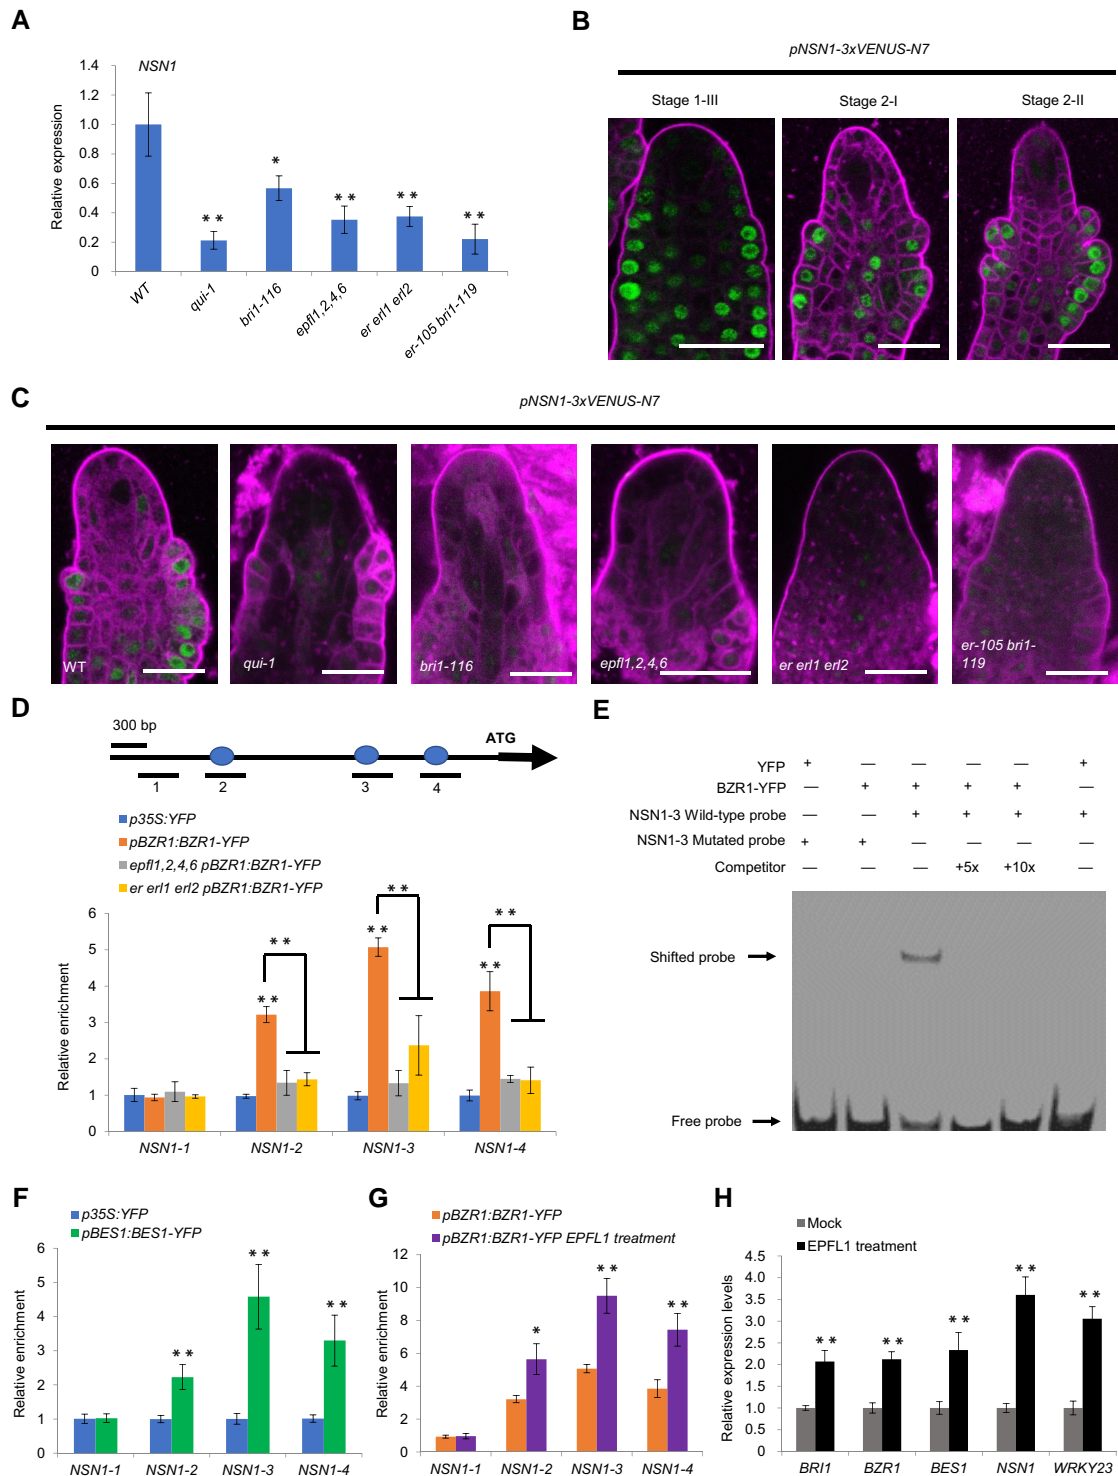 A
NSN1
Relative expression
1.4
1.2
1.0
0.8
0.6
0.4
0.2
0
*
* *
* *
* *
* *
WT
qui-1
bri1-116
epfl1,2,4,6
er erl1 erl2
er-105 bri1-119
B
pNSN1-3xVENUS-N7
Stage 1-III
Stage 2-I
Stage 2-II
C
pNSN1-3xVENUS-N7
WT
qui-1
bri1-116
epfl1,2,4,6
er erl1 erl2
er-105 bri1-
119
D
300 bp
ATG
1
2
3
4
p35S:YFP
pBZR1:BZR1-YFP
epfl1,2,4,6 pBZR1:BZR1-YFP
er erl1 erl2 pBZR1:BZR1-YFP
Relative enrichment
6
5
4
3
2
1
0
* *
* *
* *
* *
* *
* *
NSN1-1
NSN1-2
NSN1-3
NSN1-4
E
YFP + — — — — +
BZR1-YFP — + + + + —
NSN1-3 Wild-type probe — — + + + +
NSN1-3 Mutated probe + + — — — —
Competitor — — — +5x +10x —
Shifted probe
Free probe
F
p35S:YFP
pBES1:BES1-YFP
Relative enrichment
6
5
4
3
2
1
0
* *
* *
* *
NSN1-1
NSN1-2
NSN1-3
NSN1-4
G
pBZR1:BZR1-YFP
pBZR1:BZR1-YFP EPFL1 treatment
Relative enrichment
12
10
8
6
4
2
0
*
* *
* *
NSN1-1
NSN1-2
NSN1-3
NSN1-4
H
Mock
EPFL1 treatment
Relative expression levels
4.5
4.0
3.5
3.0
2.5
2.0
1.5
1.0
0.5
0.0
* *
* *
* *
* *
* *
BRI1
BZR1
BES1
NSN1
WRKY23